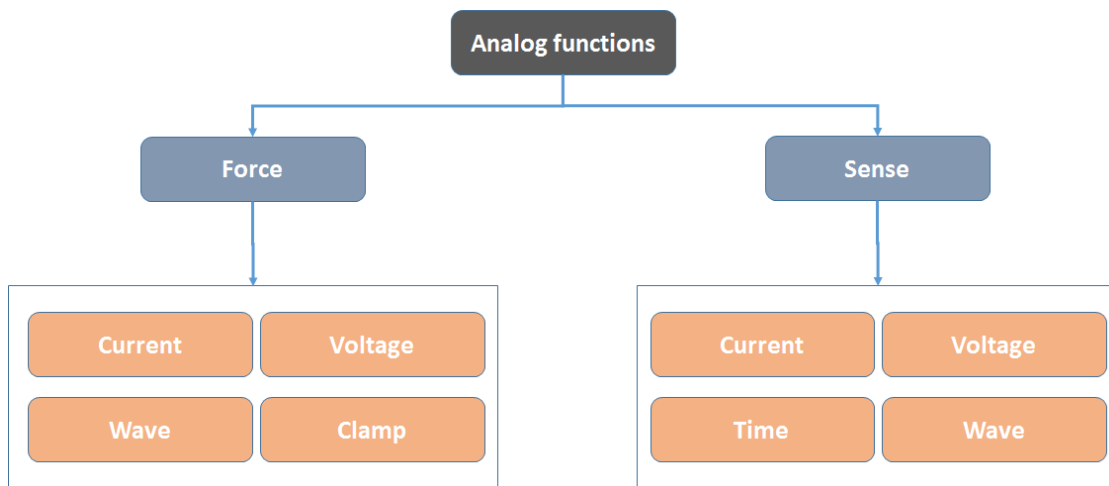 Analog functions
Force
Sense
Current
Voltage
Wave
Clamp
Current
Voltage
Time
Wave